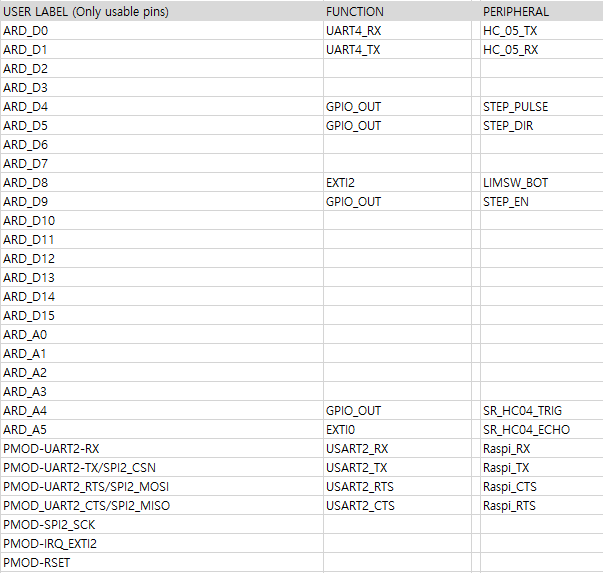 USER LABEL (Only usable pins) FUNCTION PERIPHERAL
ARD_D0 UART4_RX HC_05_TX
ARD_D1 UART4_TX HC_05_RX
ARD_D2
ARD_D3
ARD_D4 GPIO_OUT STEP_PULSE
ARD_D5 GPIO_OUT STEP_DIR
ARD_D6
ARD_D7
ARD_D8 EXTI2 LIMSW_BOT
ARD_D9 GPIO_OUT STEP_EN
ARD_D10
ARD_D11
ARD_D12
ARD_D13
ARD_D14
ARD_D15
ARD_A0
ARD_A1
ARD_A2
ARD_A3
ARD_A4 GPIO_OUT SR_HC04_TRIG
ARD_A5 EXTI0 SR_HC04_ECHO
PMOD-UART2-RX USART2_RX Raspi_RX
PMOD-UART2-TX/SPI2_CSN USART2_TX Raspi_TX
PMOD-UART2_RTS/SPI2_MOSI USART2_RTS Raspi_CTS
PMOD_UART2_CTS/SPI2_MISO USART2_CTS Raspi_RTS
PMOD-SPI2_SCK
PMOD-IRQ_EXTI2
PMOD-RSET